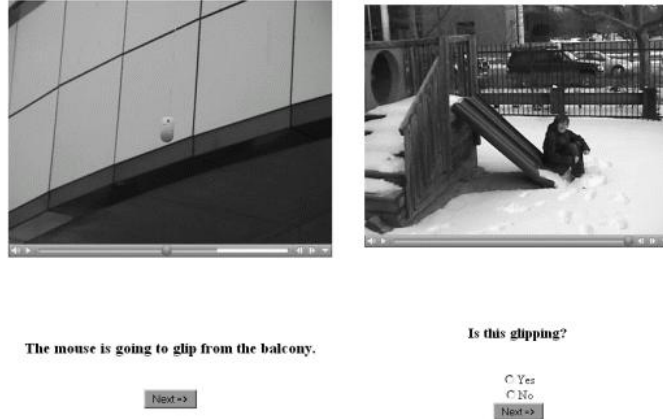 The mouse is going to glip from the balcony.
Next =>
Is this glipping?
Yes
No
Next =>